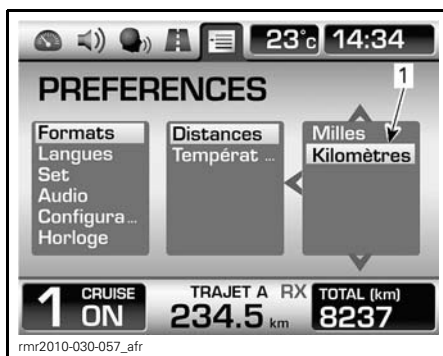 23°c 14:34
1
PREFERENCES
Formats
Langues
Set
Audio
Configura...
Horloge
Distances
Températ ...
Milles
Kilomètres
1 CRUISE ON
TRAJET A RX
234.5 km
TOTAL (km)
8237
rmr2010-030-057_afr